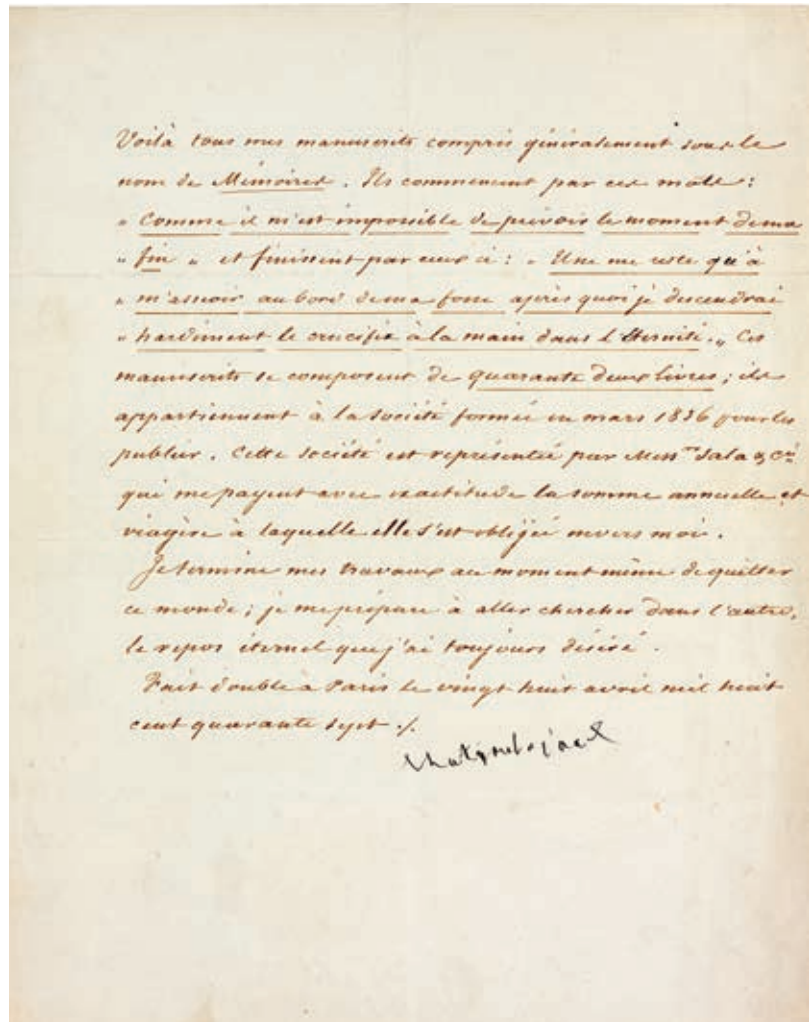 Voilà tous mes manuscrits compris généralement sous le
nom de Mémoires. Ils commencent par ces mots :
" Comme il m'est impossible de prévoir le moment de ma
" fin " et finissent par ceux ci : " Il ne me reste qu'à
" m'asseoir au bord de ma fosse après quoi je descendrai
" hardiment le crucifix à la main dans l'Eternité. " Ces
manuscrits se composent de quarante deux livres ; ils
appartiennent à la société formée en mars 1836 pour les
publier. Cette société est représentée par Mess.rs Sala & Cie
qui me payent avec exactitude la somme annuelle et
viagère à laquelle elle s'est obligée envers moi.
Je termine mes travaux au moment même de quitter
ce monde ; je me prépare à aller chercher dans l'autre,
le repos éternel que j'ai toujours désiré.
Fait double à Paris le vingt huit avril mil huit
cent quarante sept ./.
Chateaubriand